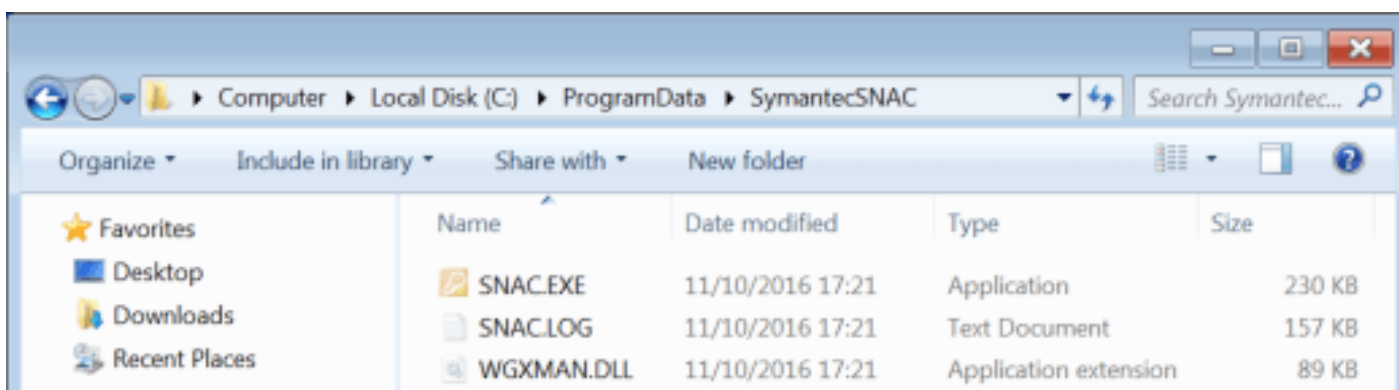 Computer Local Disk (C:) ProgramData SymantecSNAC Search Symantec...
Organize Include in library Share with New folder
Favorites Name Date modified Type Size
Desktop SNAC.EXE 11/10/2016 17:21 Application 230 KB
Downloads SNAC.LOG 11/10/2016 17:21 Text Document 157 KB
Recent Places WGXMAN.DLL 11/10/2016 17:21 Application extension 89 KB